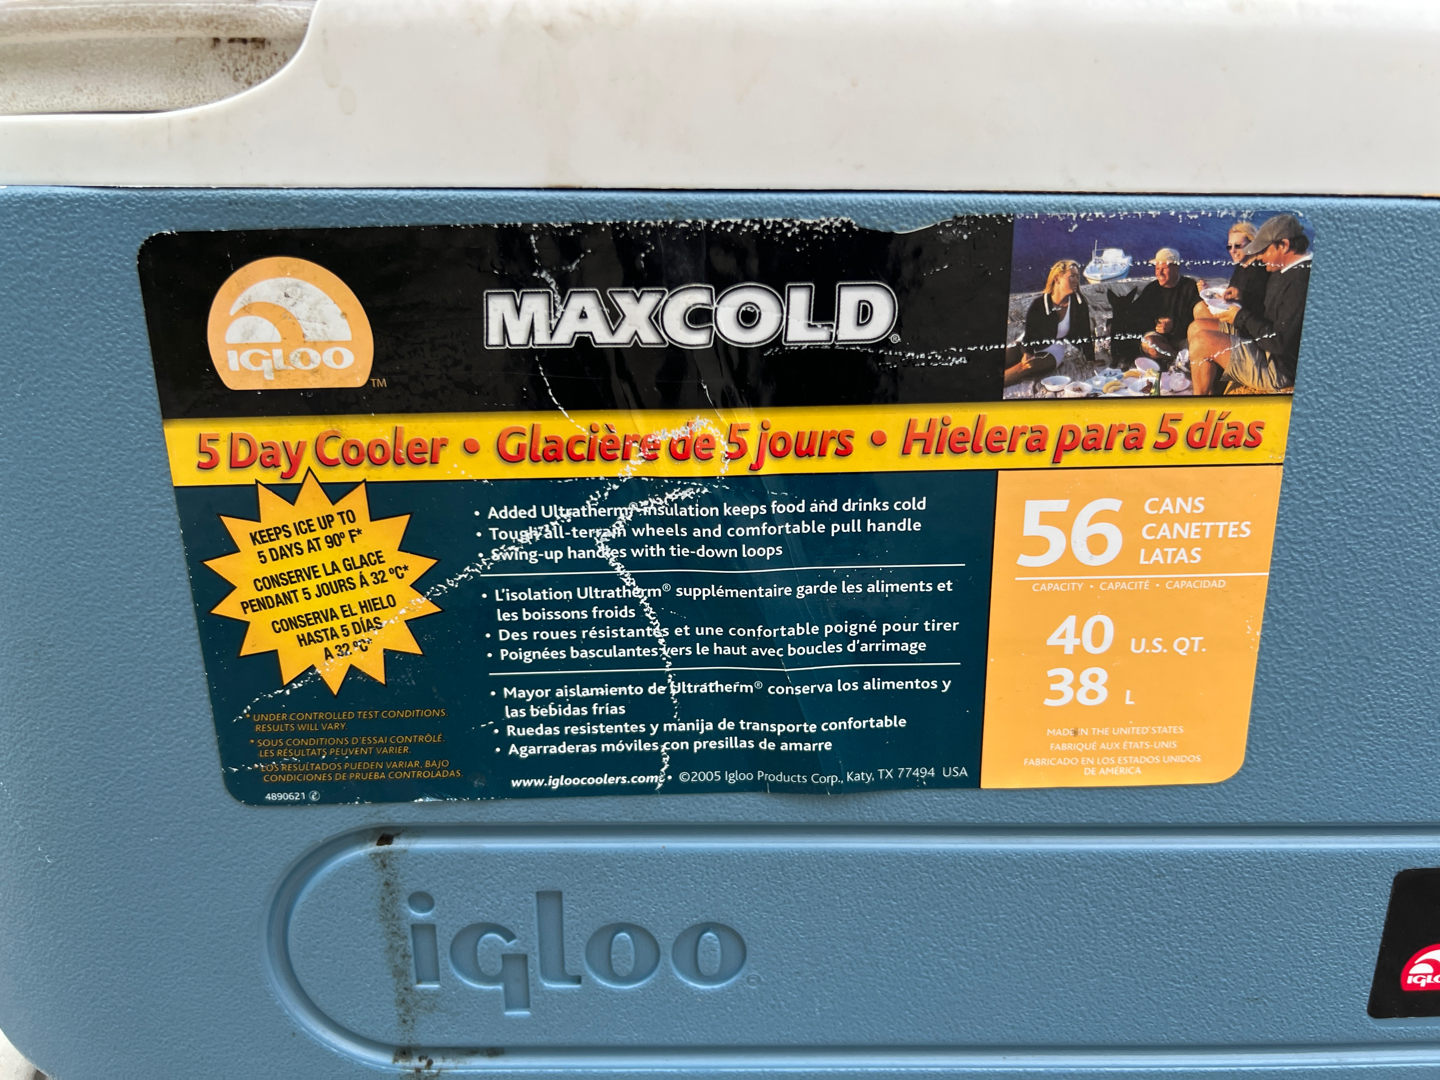 IGLOO
TM
MAXCOLD®
5 Day Cooler • Glacière de 5 jours • Hielera para 5 días
KEEPS ICE UP TO
5 DAYS AT 90º F*
CONSERVE LA GLACE
PENDANT 5 JOURS Á 32 ºC*
CONSERVA EL HIELO
HASTA 5 DÍAS
A 32 ºC*
* UNDER CONTROLLED TEST CONDITIONS.
RESULTS WILL VARY.
* SOUS CONDITIONS D'ESSAI CONTRÔLÉ.
LES RÉSULTATS PEUVENT VARIER.
*LOS RESULTADOS PUEDEN VARIAR, BAJO
CONDICIONES DE PRUEBA CONTROLADAS.
4890621
• Added Ultratherm® insulation keeps food and drinks cold
• Tough all-terrain wheels and comfortable pull handle
• Swing-up handles with tie-down loops
• L'isolation Ultratherm® supplémentaire garde les aliments et
les boissons froids
• Des roues résistantes et une confortable poigné pour tirer
• Poignées basculantes vers le haut avec boucles d'arrimage
• Mayor aislamiento de Ultratherm® conserva los alimentos y
las bebidas frías
• Ruedas resistentes y manija de transporte confortable
• Agarraderas móviles con presillas de amarre
www.igloocoolers.com • ©2005 Igloo Products Corp., Katy, TX 77494 USA
56 CANS
CANETTES
LATAS
CAPACITY • CAPACITÉ • CAPACIDAD
40 U.S. QT.
38 L
MADE IN THE UNITED STATES
FABRIQUÉ AUX ÉTATS-UNIS
FABRICADO EN LOS ESTADOS UNIDOS
DE AMÉRICA
igloo